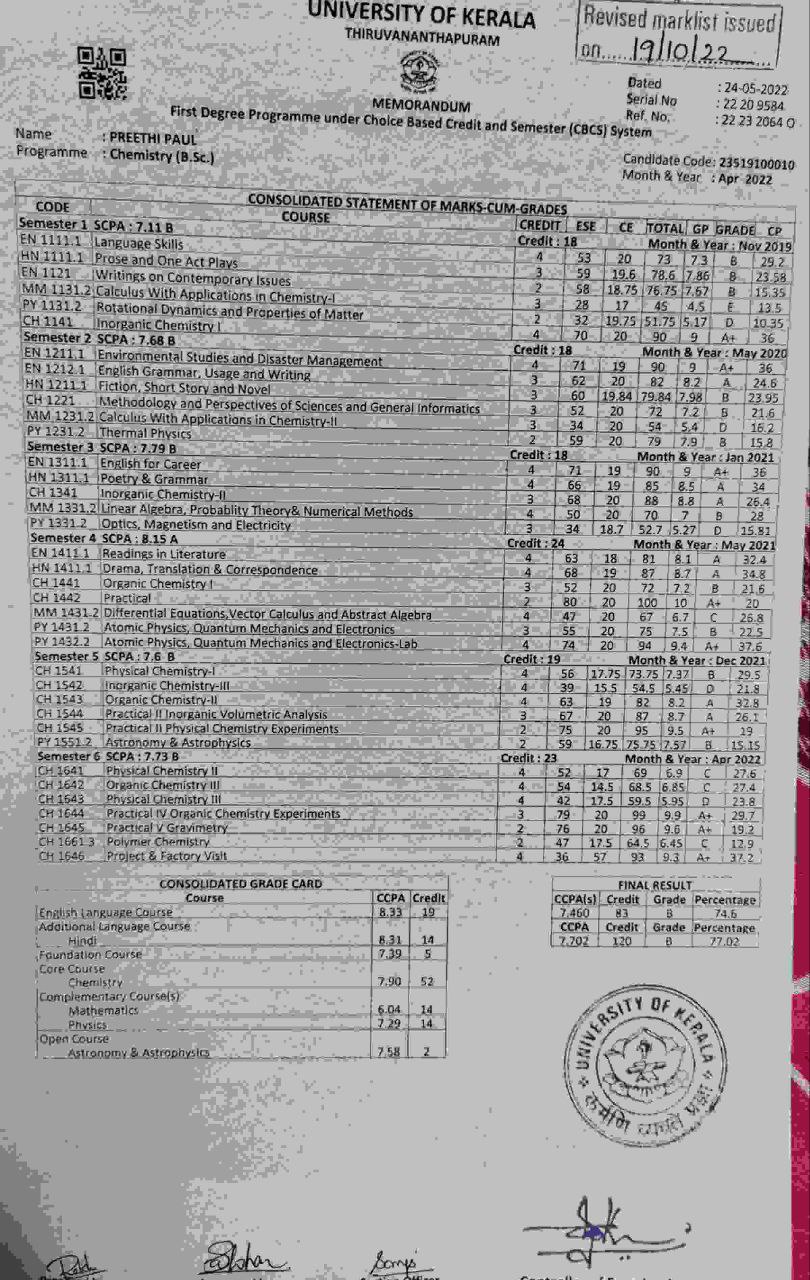 UNIVERSITY OF KERALA
THIRUVANANTHAPURAM
Revised marklist issued
on.....19/10/22
MEMORANDUM
First Degree Programme under Choice Based Credit and Semester (CBCS) System
Dated : 24-05-2022
Serial No : 22 20 9584
Ref. No. : 22 23 2064 O
Name : PREETHI PAUL
Programme : Chemistry (B.Sc.)
Candidate Code: 23519100010
Month & Year : Apr 2022
CONSOLIDATED STATEMENT OF MARKS-CUM-GRADES
CODE COURSE CREDIT ESE CE TOTAL GP GRADE CP
Semester 1 SCPA : 7.11 B Credit : 18 Month & Year : Nov 2019
EN 1111.1 Language Skills 4 53 20 73 7.3 B 29.2
HN 1111.1 Prose and One Act Plays 3 59 19.6 78.6 7.86 B 23.58
EN 1121 Writings on Contemporary Issues 2 58 18.75 76.75 7.67 B 15.35
MM 1131.2 Calculus With Applications in Chemistry-I 3 28 17 45 4.5 E 13.5
PY 1131.2 Rotational Dynamics and Properties of Matter 2 32 19.75 51.75 5.17 D 10.35
CH 1141 Inorganic Chemistry I 4 70 20 90 9 A+ 36
Semester 2 SCPA : 7.68 B Credit : 18 Month & Year : May 2020
EN 1211.1 Environmental Studies and Disaster Management 4 71 19 90 9 A+ 36
EN 1212.1 English Grammar, Usage and Writing 3 62 20 82 8.2 A 24.6
HN 1211.1 Fiction, Short Story and Novel 3 60 19.84 79.84 7.98 B 23.95
CH 1221 Methodology and Perspectives of Sciences and General Informatics 3 52 20 72 7.2 B 21.6
MM 1231.2 Calculus With Applications in Chemistry-II 3 34 20 54 5.4 D 16.2
PY 1231.2 Thermal Physics 2 59 20 79 7.9 B 15.8
Semester 3 SCPA : 7.79 B Credit : 18 Month & Year : Jan 2021
EN 1311.1 English for Career 4 71 19 90 9 A+ 36
HN 1311.1 Poetry & Grammar 4 66 19 85 8.5 A 34
CH 1341 Inorganic Chemistry-II 3 68 20 88 8.8 A 26.4
MM 1331.2 Linear Algebra, Probablity Theory& Numerical Methods 4 50 20 70 7 B 28
PY 1331.2 Optics, Magnetism and Electricity 3 34 18.7 52.7 5.27 D 15.81
Semester 4 SCPA : 8.15 A Credit : 24 Month & Year : May 2021
EN 1411.1 Readings in Literature 4 63 18 81 8.1 A 32.4
HN 1411.1 Drama, Translation & Correspondence 4 68 19 87 8.7 A 34.8
CH 1441 Organic Chemistry I 3 52 20 72 7.2 B 21.6
CH 1442 Practical 2 80 20 100 10 A+ 20
MM 1431.2 Differential Equations,Vector Calculus and Abstract Algebra 4 47 20 67 6.7 C 26.8
PY 1431.2 Atomic Physics, Quantum Mechanics and Electronics 3 55 20 75 7.5 B 22.5
PY 1432.2 Atomic Physics, Quantum Mechanics and Electronics-Lab 4 74 20 94 9.4 A+ 37.6
Semester 5 SCPA : 7.6 B Credit : 19 Month & Year : Dec 2021
CH 1541 Physical Chemistry-I 4 56 17.75 73.75 7.37 B 29.5
CH 1542 Inorganic Chemistry-III 4 39 15.5 54.5 5.45 D 21.8
CH 1543 Organic Chemistry-II 4 63 19 82 8.2 A 32.8
CH 1544 Practical II Inorganic Volumetric Analysis 3 67 20 87 8.7 A 26.1
CH 1545 Practical II Physical Chemistry Experiments 2 75 20 95 9.5 A+ 19
PY 1551.2 Astronomy & Astrophysics 2 59 16.75 75.75 7.57 B 15.15
Semester 6 SCPA : 7.73 B Credit : 23 Month & Year : Apr 2022
CH 1641 Physical Chemistry II 4 52 17 69 6.9 C 27.6
CH 1642 Organic Chemistry III 4 54 14.5 68.5 6.85 C 27.4
CH 1643 Physical Chemistry III 4 42 17.5 59.5 5.95 D 23.8
CH 1644 Practical IV Organic Chemistry Experiments 3 79 20 99 9.9 A+ 29.7
CH 1645 Practical V Gravimetry 2 76 20 96 9.6 A+ 19.2
CH 1661.3 Polymer Chemistry 2 47 17.5 64.5 6.45 C 12.9
CH 1646 Project & Factory Visit 4 36 57 93 9.3 A+ 37.2
CONSOLIDATED GRADE CARD
Course CCPA Credit
English Language Course 8.33 19
Additional Language Course
Hindi 8.31 14
Foundation Course 7.39 5
Core Course
Chemistry 7.90 52
Complementary Course(s)
Mathematics 6.04 14
Physics 7.29 14
Open Course
Astronomy & Astrophysics 7.58 2
FINAL RESULT
CCPA(s) Credit Grade Percentage
7.460 83 B 74.6
CCPA Credit Grade Percentage
7.702 120 B 77.02
UNIVERSITY OF KERALA